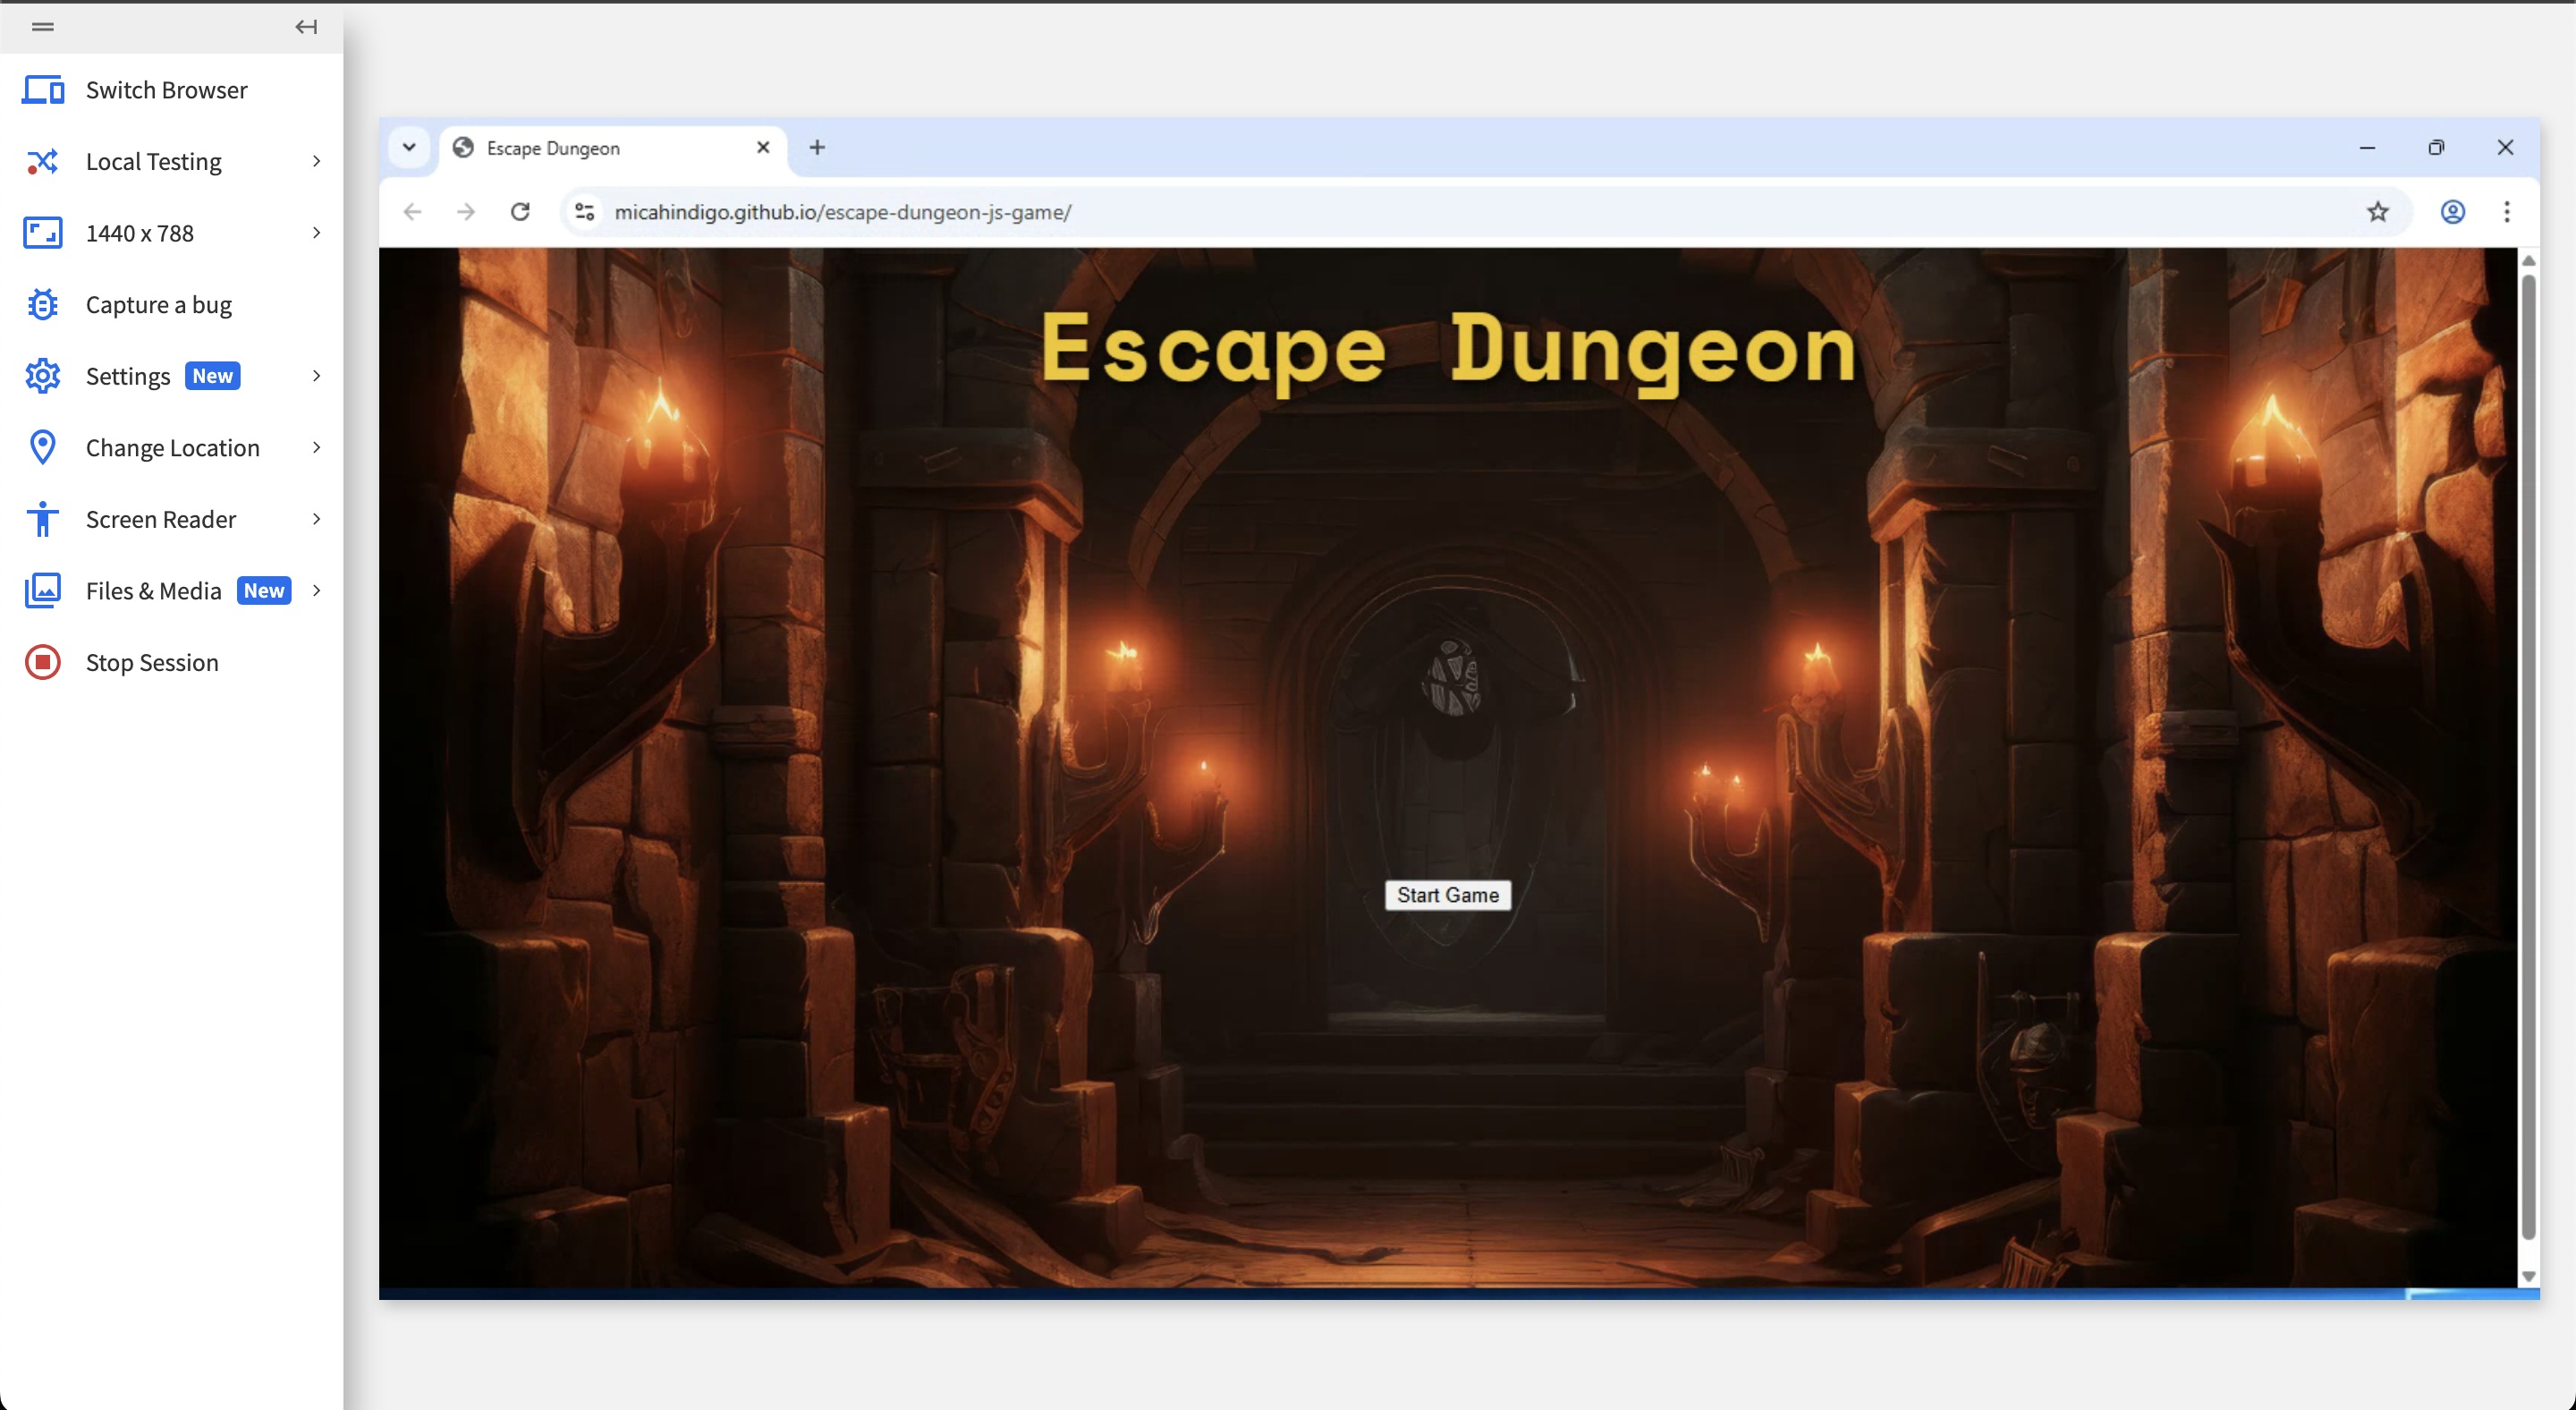 Switch Browser
Local Testing
1440 x 788
Capture a bug
Settings New
Change Location
Screen Reader
Files & Media New
Stop Session
Escape Dungeon
micahindigo.github.io/escape-dungeon-js-game/
Escape Dungeon
Start Game